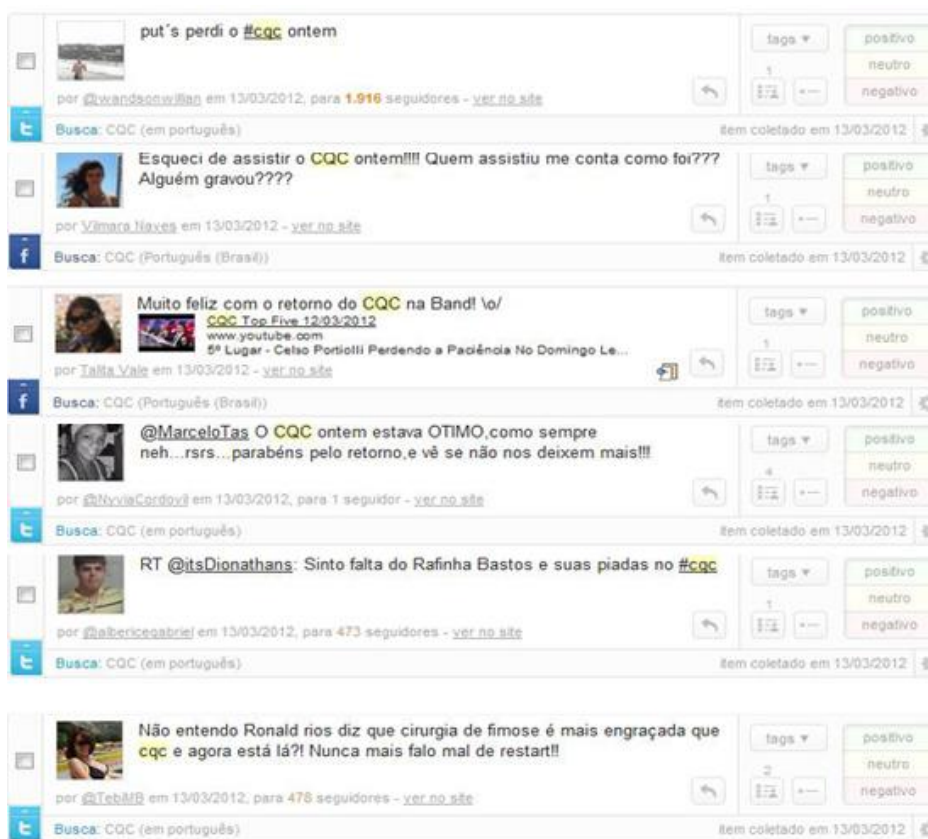 put´s perdi o #cqc ontem
tags ▾
positivo
neutro
negativo
1
por @wandsonwillian em 13/03/2012, para 1.916 seguidores - ver no site
Busca: CQC (em português)
item coletado em 13/03/2012
Esqueci de assistir o CQC ontem!!!! Quem assistiu me conta como foi???
Alguém gravou????
tags ▾
positivo
neutro
negativo
1
por Vilmara Naves em 13/03/2012 - ver no site
Busca: CQC (Português (Brasil))
item coletado em 13/03/2012
Muito feliz com o retorno do CQC na Band! \o/
CQC Top Five 12/03/2012
www.youtube.com
5º Lugar - Celso Portiolli Perdendo a Paciência No Domingo Le...
tags ▾
positivo
neutro
negativo
1
por Talita Vale em 13/03/2012 - ver no site
Busca: CQC (Português (Brasil))
item coletado em 13/03/2012
@MarceloTas O CQC ontem estava OTIMO,como sempre
neh...rsrs...parabéns pelo retorno,e vê se não nos deixem mais!!!
tags ▾
positivo
neutro
negativo
4
por @NyviaCordovil em 13/03/2012, para 1 seguidor - ver no site
Busca: CQC (em português)
item coletado em 13/03/2012
RT @itsDionathans: Sinto falta do Rafinha Bastos e suas piadas no #cqc
tags ▾
positivo
neutro
negativo
1
por @albericegabriel em 13/03/2012, para 473 seguidores - ver no site
Busca: CQC (em português)
item coletado em 13/03/2012
Não entendo Ronald rios diz que cirurgia de fimose é mais engraçada que
cqc e agora está lá?! Nunca mais falo mal de restart!!
tags ▾
positivo
neutro
negativo
2
por @TebiMB em 13/03/2012, para 478 seguidores - ver no site
Busca: CQC (em português)
item coletado em 13/03/2012